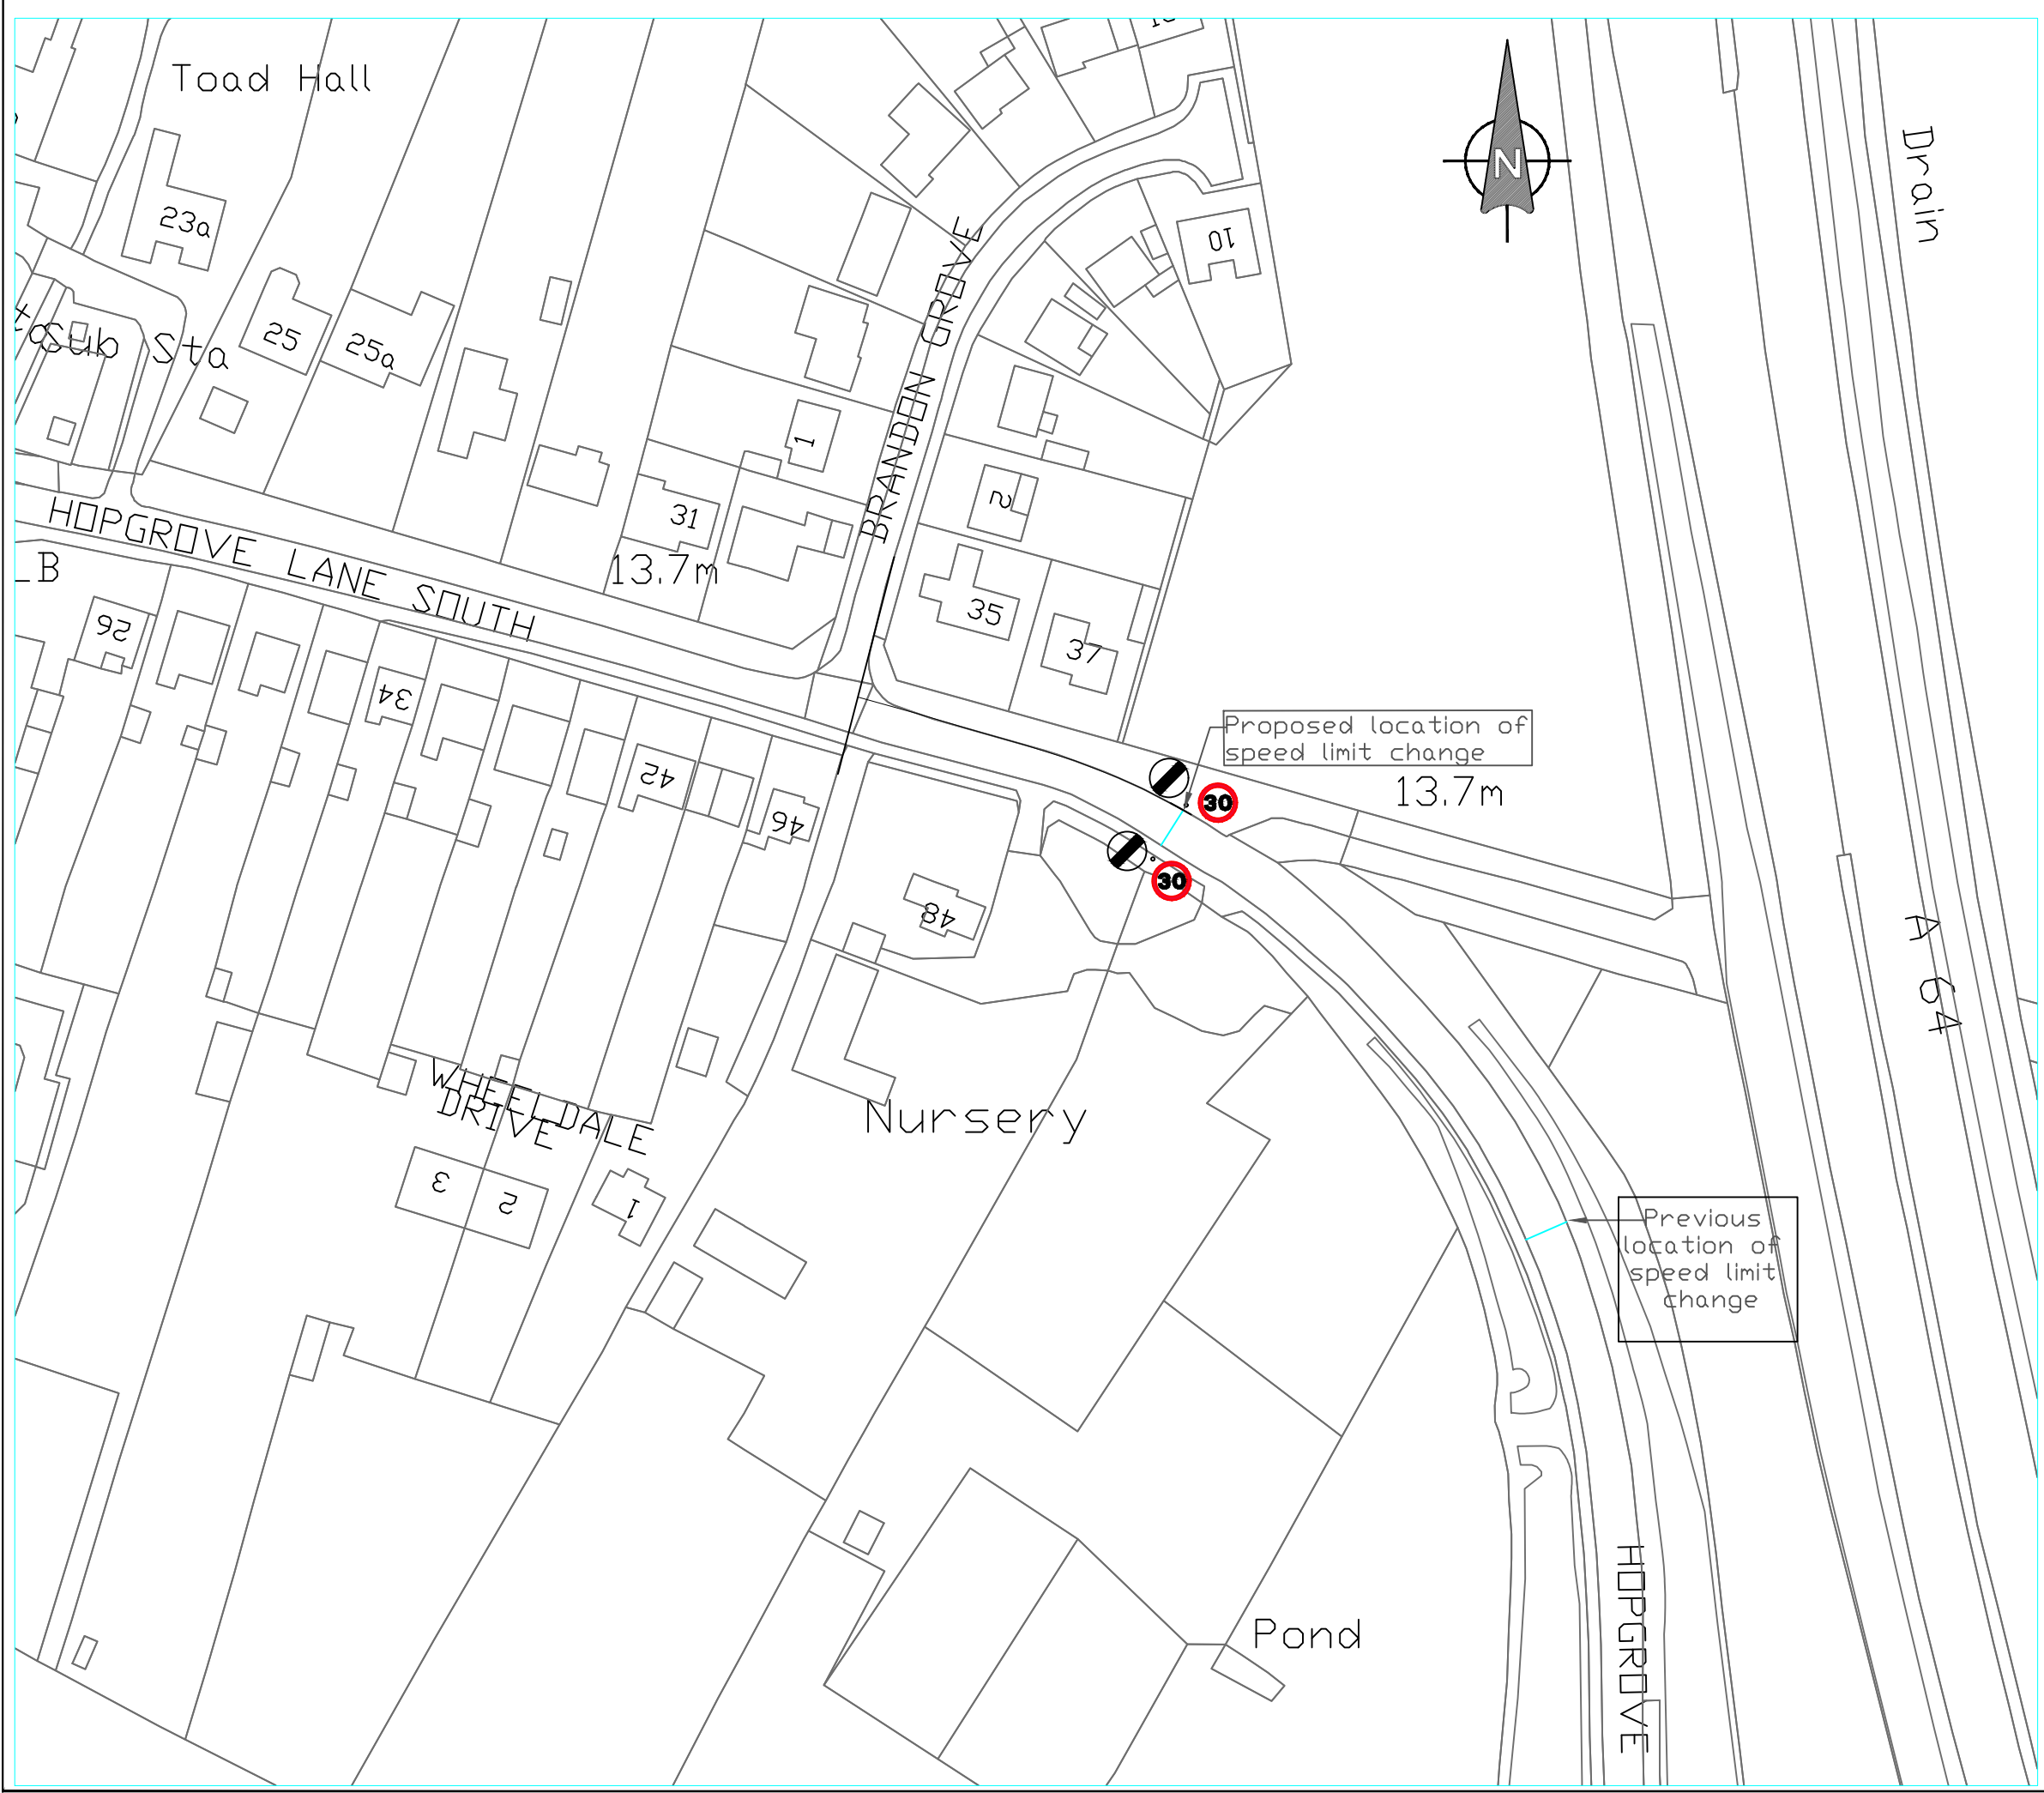 Toad Hall
N
Drain
23a
10
Sub Sta
25
25a
BRANDON GROVE
1
2
31
13.7m
HOPGROVE LANE SOUTH
LB
26
35
37
34
42
46
Proposed location of
speed limit change
13.7m
30
30
48
A 64
WHEELDALE
DRIVE
Nursery
3
2
1
Previous
location of
speed limit
change
Pond
HOPGROVE